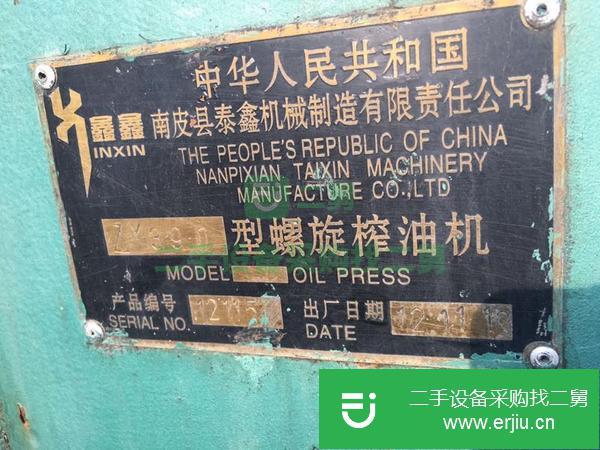 中华人民共和国
鑫鑫
INXIN
南皮县泰鑫机械制造有限责任公司
THE PEOPLE'S REPUBLIC OF CHINA
NANPIXIAN TAIXIN MACHINERY
MANUFACTURE CO.,LTD
型螺旋榨油机
MODEL OIL PRESS
产品编号
SERIAL NO.
出厂日期
DATE
二手设备采购找二舅
www.erjiu.cn